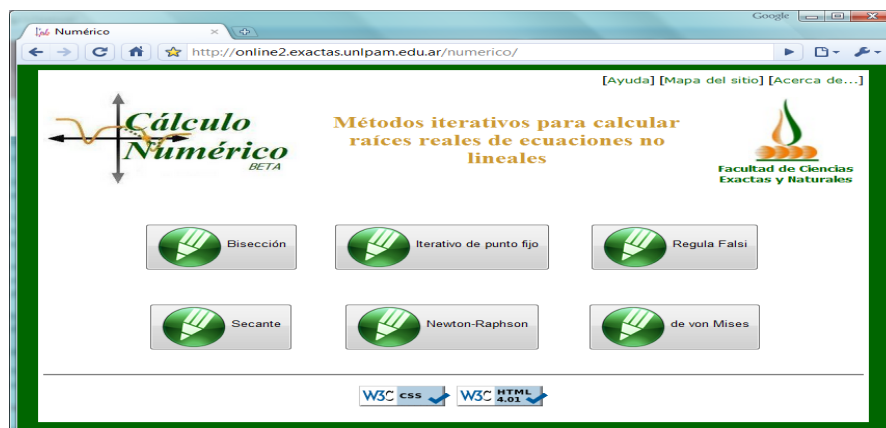 Google
Numérico
http://online2.exactas.unlpam.edu.ar/numerico/
[Ayuda] [Mapa del sitio] [Acerca de...]
Cálculo
Numérico
BETA
Métodos iterativos para calcular
raíces reales de ecuaciones no
lineales
Facultad de Ciencias
Exactas y Naturales
Bisección
Iterativo de punto fijo
Regula Falsi
Secante
Newton-Raphson
de von Mises
W3C css
W3C HTML 4.01